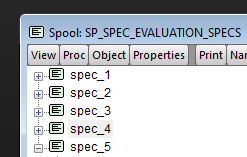 Spool: SP_SPEC_EVALUATION_SPECS
View Proc Object Properties Print
spec_1
spec_2
spec_3
spec_4
spec_5